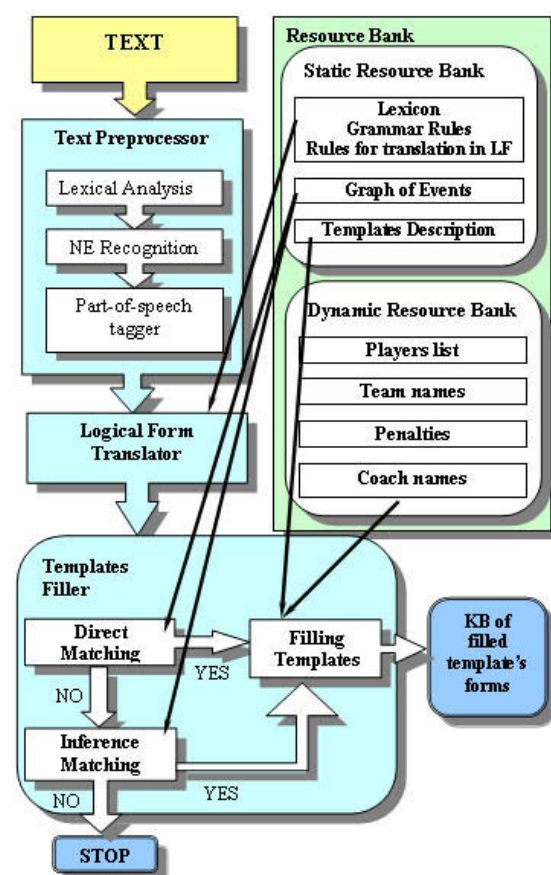 TEXT
Text Preprocessor
Lexical Analysis
NE Recognition
Part-of-speech
tagger
Logical Form
Translator
Resource Bank
Static Resource Bank
Lexicon
Grammar Rules
Rules for translation in LF
Graph of Events
Templates Description
Dynamic Resource Bank
Players list
Team names
Penalties
Coach names
Templates
Filler
Direct
Matching
YES
Filling
Templates
NO
Inference
Matching
YES
NO
STOP
KB of
filled
template's
forms